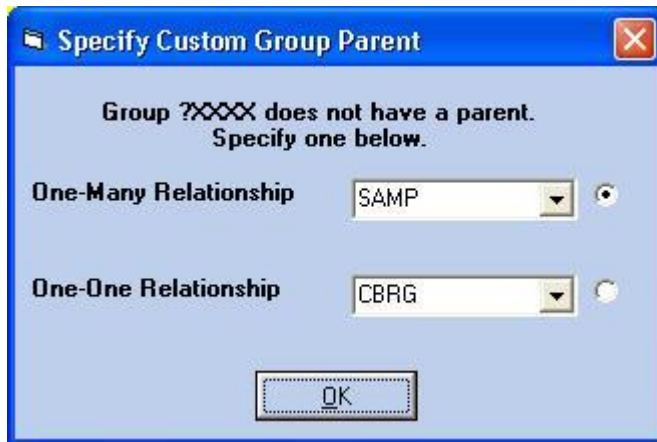 Specify Custom Group Parent
Group ?XXXX does not have a parent.
Specify one below.
One-Many Relationship SAMP
One-One Relationship CBRG
OK